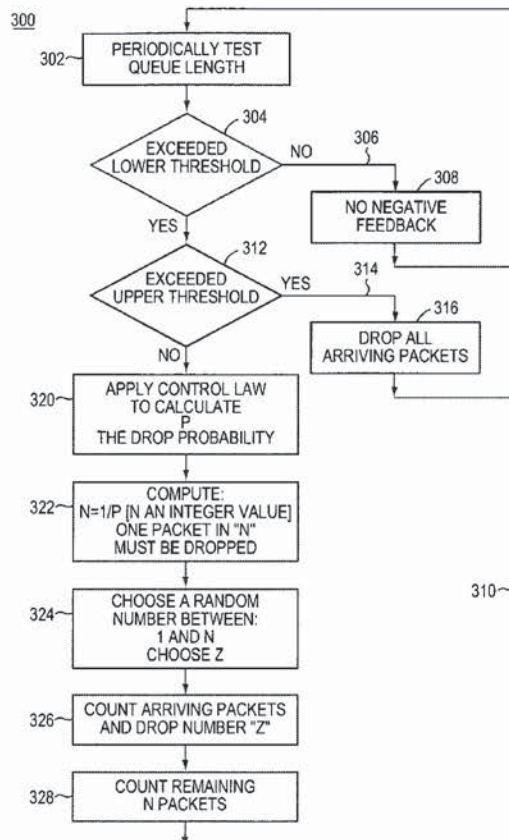 300
302
PERIODICALLY TEST
QUEUE LENGTH
304
EXCEEDED
LOWER THRESHOLD
NO
306
308
NO NEGATIVE
FEEDBACK
YES
312
EXCEEDED
UPPER THRESHOLD
YES
314
316
DROP ALL
ARRIVING PACKETS
NO
320
APPLY CONTROL LAW
TO CALCULATE
P
THE DROP PROBABILITY
322
COMPUTE:
N=1/P [N AN INTEGER VALUE]
ONE PACKET IN "N"
MUST BE DROPPED
310
324
CHOOSE A RANDOM
NUMBER BETWEEN:
1 AND N
CHOOSE Z
326
COUNT ARRIVING PACKETS
AND DROP NUMBER "Z"
328
COUNT REMAINING
N PACKETS